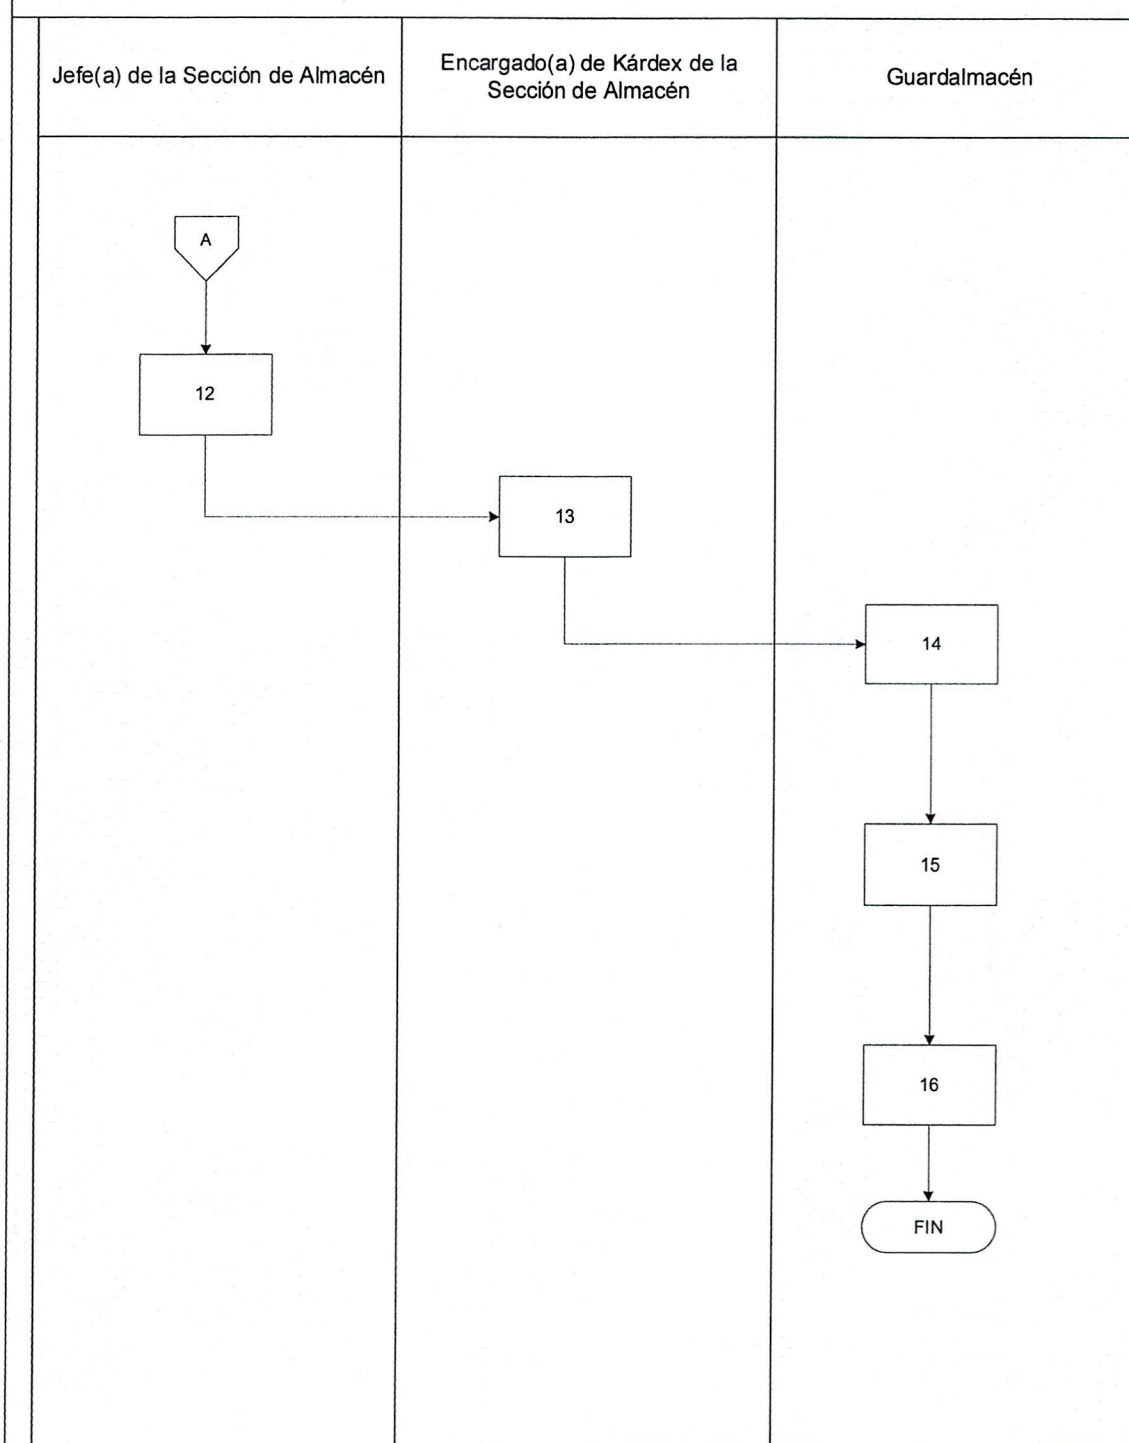 Jefe(a) de la Sección de Almacén
Encargado(a) de Kárdex de la
Sección de Almacén
Guardalmacén
A
12
13
14
15
16
FIN